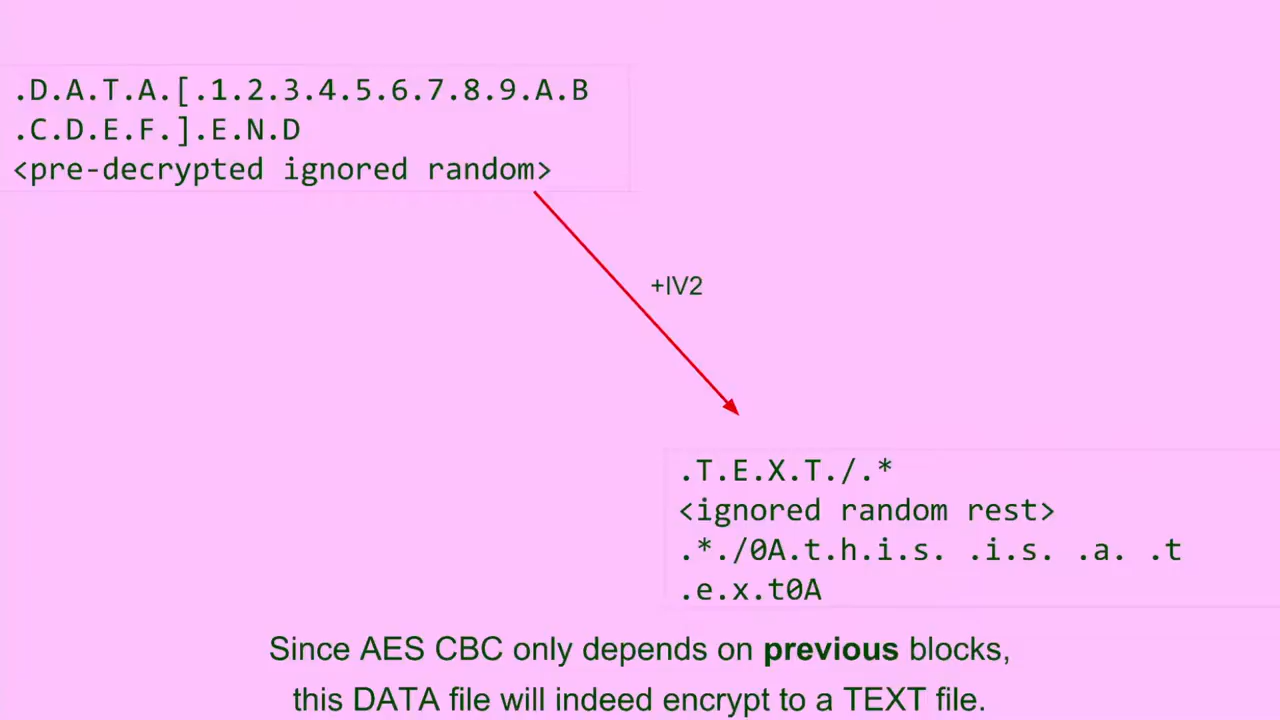 .D.A.T.A.[.1.2.3.4.5.6.7.8.9.A.B
.C.D.E.F.].E.N.D
<pre-decrypted ignored random>
+IV2
.T.E.X.T./.*
<ignored random rest>
.*./0A.t.h.i.s. .i.s. .a. .t
.e.x.t0A
Since AES CBC only depends on previous blocks,
this DATA file will indeed encrypt to a TEXT file.